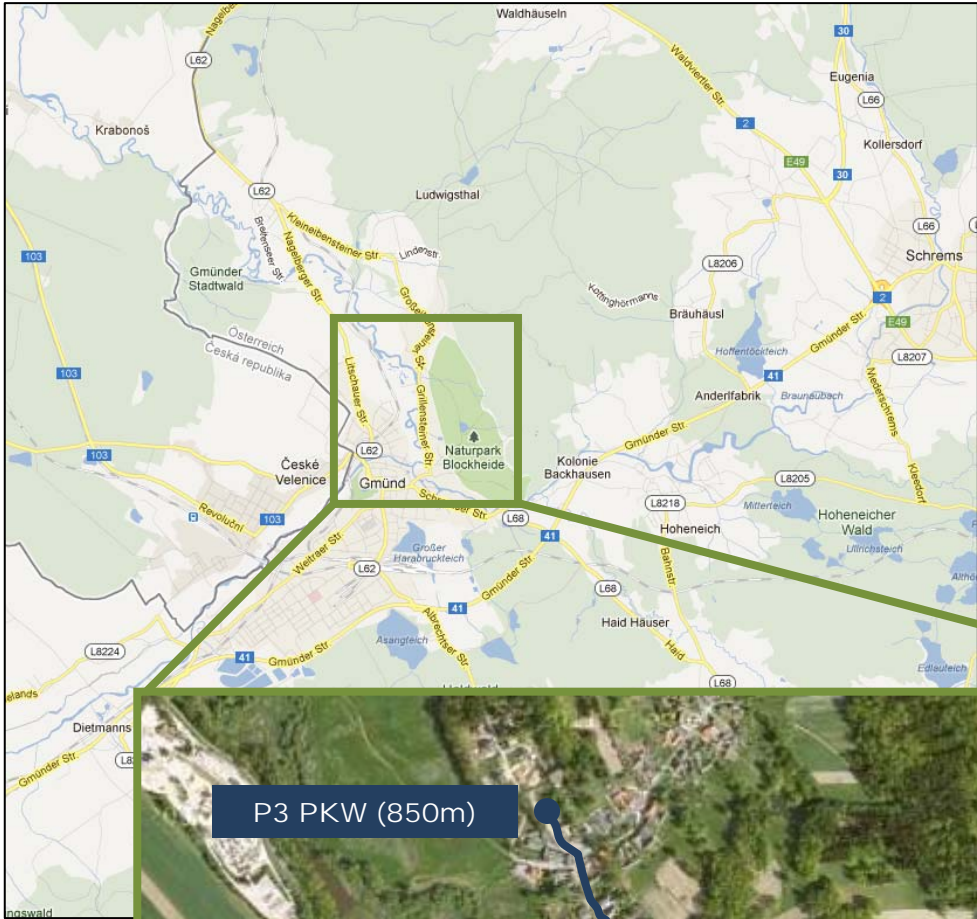 Waldhäuseln
Nagelberger Str.
L62
30
Eugenia
L66
Waldviertler Str.
2
Krabonoš
E49
30
Kollersdorf
L62
Ludwigsthal
L66
Schrems
Kleineibensteiner Str.
Breitenseer Str.
Lindenstr.
103
Nagelberger Str.
L8206
Gmünder
Stadtwald
Koffinghörmanns
2
Bräuhäusl
E49
Österreich
Česká republika
Gmünder Str.
Hoffentöckteich
L8207
103
Litschauer Str.
41
Anderlfabrik
Braunaubach
Niederschrems
Grillensteiner Str.
Gmünder Str.
L62
Naturpark
Blockheide
103
České
Velenice
Kolonie
Backhausen
Gmünd
L8205
Kleedorf
Revoluční
103
L8218
Mitterteich
Hoheneich
Hoheneicher
Wald
L68
41
Ullrichsteich
Weitraer Str.
Großer
Harabruckteich
Bahnstr.
L62
Gmünder Str.
L68
41
Haid Häuser
Albrechtser Str.
Asangteich
Haid
L8224
41
Gmünder Str.
Edlauteich
L68
Dietmanns
Gmünder Str.
P3 PKW (850m)